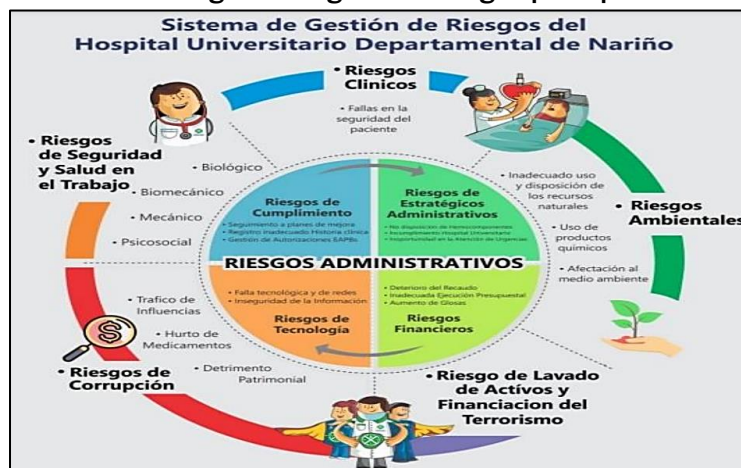 Sistema de Gestión de Riesgos del
Hospital Universitario Departamental de Nariño
• Riesgos
Clínicos
• Fallas en la
seguridad del
paciente
• Riesgos
de Seguridad
y Salud en
el Trabajo
• Biológico
• Biomecánico
• Mecánico
• Psicosocial
• Inadecuado uso
y disposición de
los recursos
naturales
• Uso de
productos
químicos
• Afectación al
medio ambiente
• Riesgos
Ambientales
Riesgos de
Cumplimiento
• Seguimiento a planes de mejora
• Registro inadecuado Historia clínica
• Gestión de Autorizaciones EAPBs
Riesgos de
Estratégicos
Administrativos
• No disposición de Hemocomponentes
• Incumplimiento Hospital Universitario
• Inoportunidad en la Atención de Urgencias
RIESGOS ADMINISTRATIVOS
• Falla tecnológica y de redes
• Inseguridad de la Información
Riesgos de
Tecnología
• Deterioro del Recaudo
• Inadecuada Ejecución Presupuestal
• Aumento de Glosas
Riesgos
Financieros
• Trafico de
Influencias
• Hurto de
Medicamentos
• Detrimento
Patrimonial
• Riesgos de
Corrupción
• Riesgo de Lavado
de Activos y
Financiacion del
Terrorismo